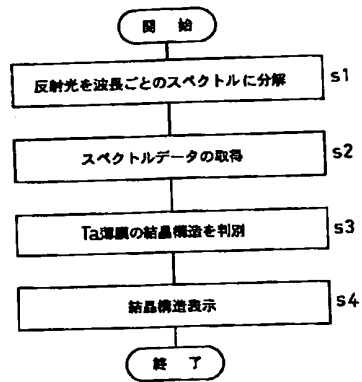 開 始
反射光を波長ごとのスペクトルに分解 s1
スペクトルデータの取得 s2
Ta薄膜の結晶構造を判別 s3
結晶構造表示 s4
終 了